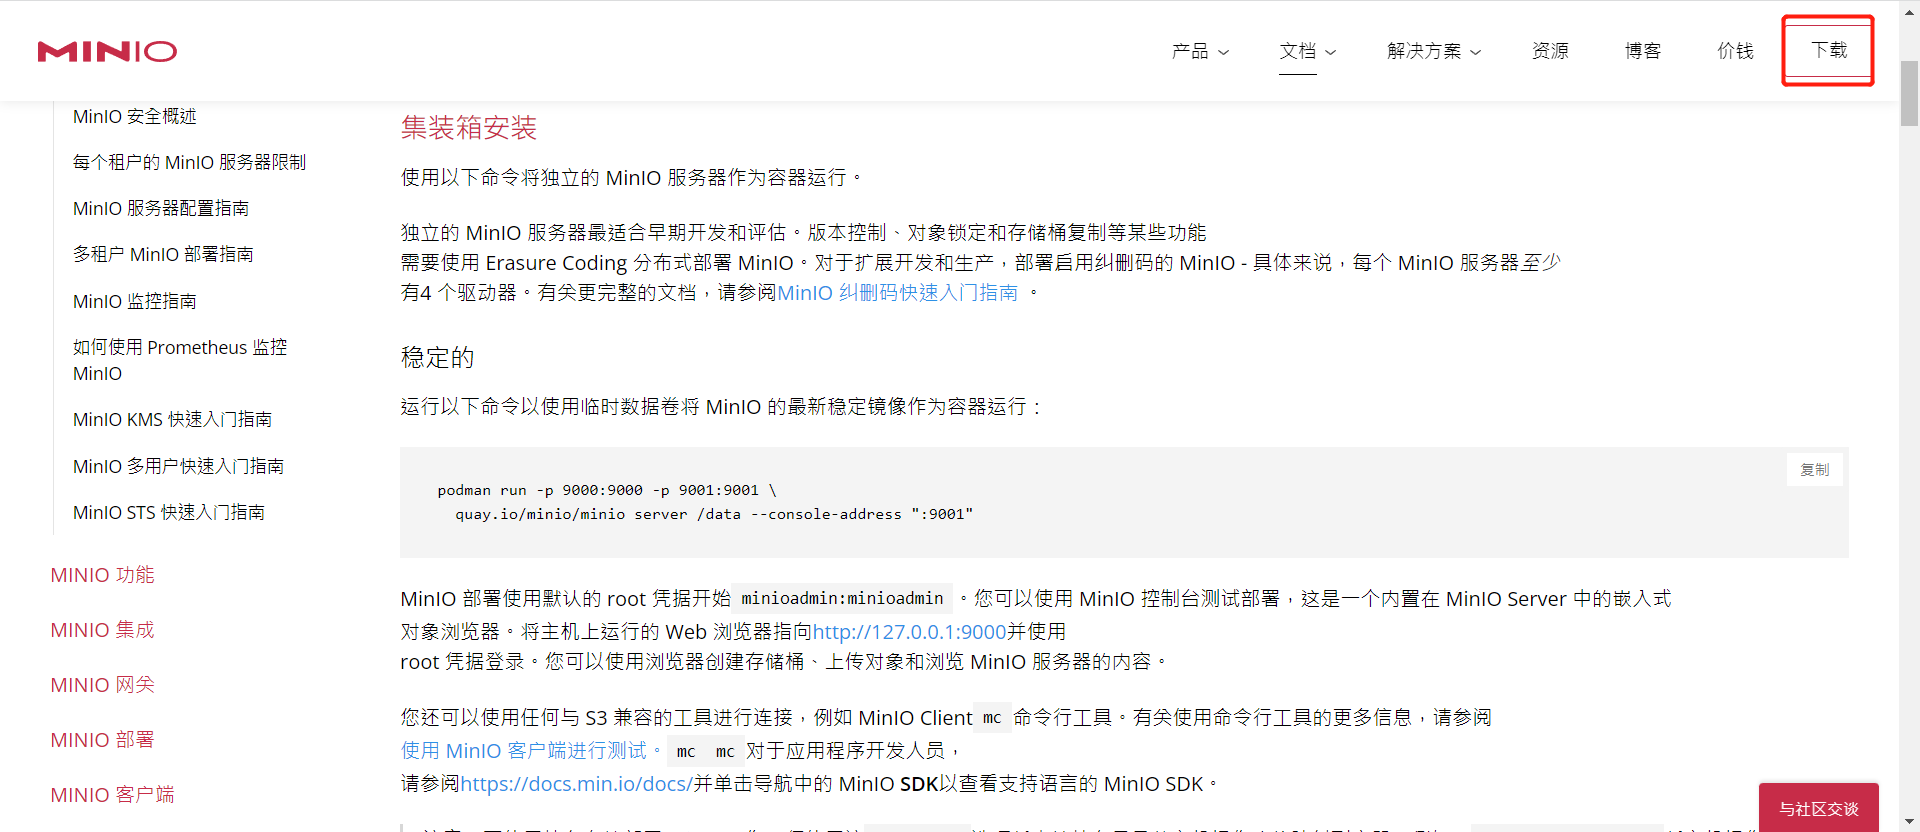 MINIO
产品
文档
解决方案
资源
博客
价钱
下载
MinIO 安全概述
每个租户的 MinIO 服务器限制
MinIO 服务器配置指南
多租户 MinIO 部署指南
MinIO 监控指南
如何使用 Prometheus 监控
MinIO
MinIO KMS 快速入门指南
MinIO 多用户快速入门指南
MinIO STS 快速入门指南
MINIO 功能
MINIO 集成
MINIO 网关
MINIO 部署
MINIO 客户端
集装箱安装
使用以下命令将独立的 MinIO 服务器作为容器运行。
独立的 MinIO 服务器最适合早期开发和评估。版本控制、对象锁定和存储桶复制等某些功能
需要使用 Erasure Coding 分布式部署 MinIO。对于扩展开发和生产，部署启用纠删码的 MinIO - 具体来说，每个 MinIO 服务器至少
有4 个驱动器。有关更完整的文档，请参阅MinIO 纠删码快速入门指南 。
稳定的
运行以下命令以使用临时数据卷将 MinIO 的最新稳定镜像作为容器运行：
复制
podman run -p 9000:9000 -p 9001:9001 \
quay.io/minio/minio server /data --console-address ":9001"
MinIO 部署使用默认的 root 凭据开始 minioadmin:minioadmin 。您可以使用 MinIO 控制台测试部署，这是一个内置在 MinIO Server 中的嵌入式
对象浏览器。将主机上运行的 Web 浏览器指向http://127.0.0.1:9000并使用
root 凭据登录。您可以使用浏览器创建存储桶、上传对象和浏览 MinIO 服务器的内容。
您还可以使用任何与 S3 兼容的工具进行连接，例如 MinIO Client mc 命令行工具。有关使用命令行工具的更多信息，请参阅
使用 MinIO 客户端进行测试。 mc mc 对于应用程序开发人员，
请参阅https://docs.min.io/docs/并单击导航中的 MinIO SDK以查看支持语言的 MinIO SDK。
与社区交谈